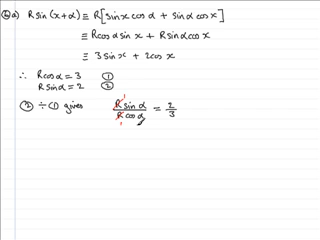 6a) R sin (x+α) ≡ R[sin x cos α + sin α cos x]
≡ R cos α sin x + R sin α cos x
≡ 3 sin x + 2 cos x
∴ R cos α = 3 ①
R sin α = 2 ②
② ÷ ① gives R sin α / R cos α = 2/3